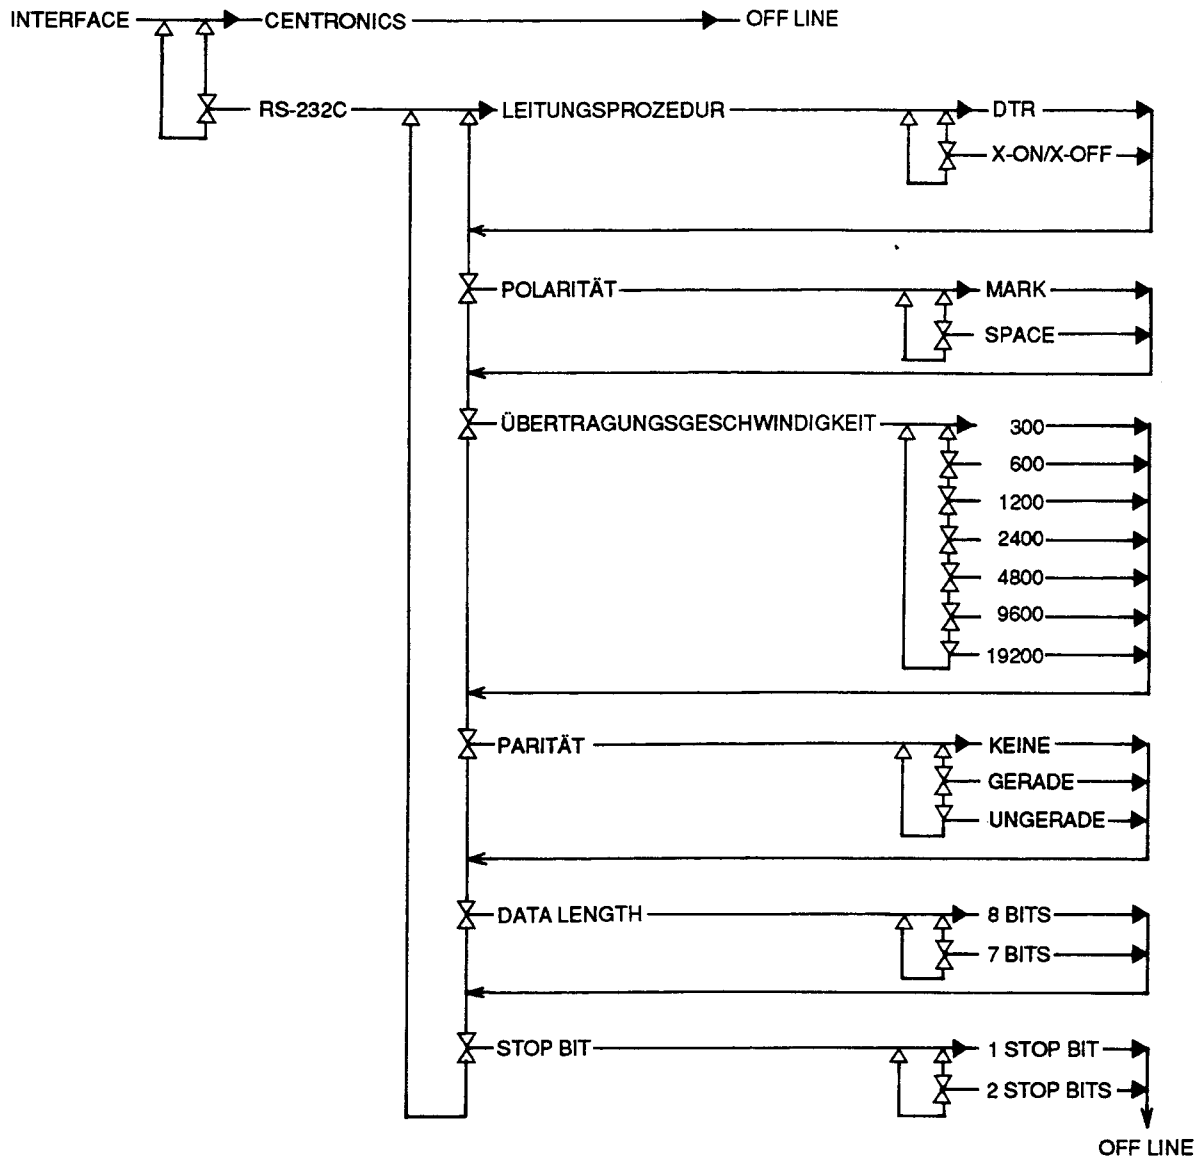 INTERFACE CENTRONICS OFF LINE
RS-232C LEITUNGSPROZEDUR DTR
X-ON/X-OFF
POLARITÄT MARK
SPACE
ÜBERTRAGUNGSGESCHWINDIGKEIT 300
600
1200
2400
4800
9600
19200
PARITÄT KEINE
GERADE
UNGERADE
DATA LENGTH 8 BITS
7 BITS
STOP BIT 1 STOP BIT
2 STOP BITS
OFF LINE